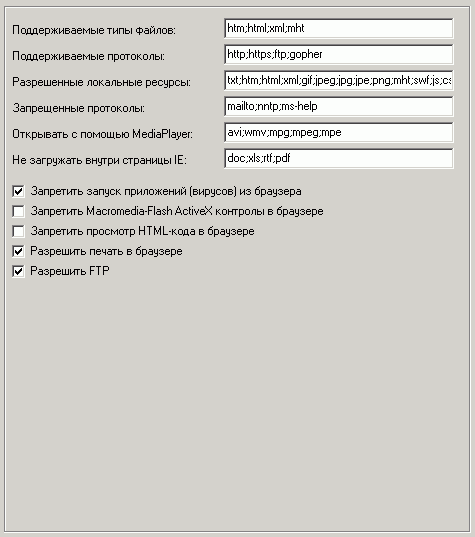 Поддерживаемые типы файлов: htm;html;xml;mht
Поддерживаемые протоколы: http;https;ftp;gopher
Разрешенные локальные ресурсы: txt;htm;html;xml;gif;jpeg;jpg;jpe;png;mht;swf;js;cs
Запрещенные протоколы: mailto;nntp;ms-help
Открывать с помощью MediaPlayer: avi;wmv;mpg;mpeg;mpe
Не загружать внутри страницы IE: doc;xls;rtf;pdf
Запретить запуск приложений (вирусов) из браузера
Запретить Macromedia-Flash ActiveX контролы в браузере
Запретить просмотр HTML-кода в браузере
Разрешить печать в браузере
Разрешить FTP